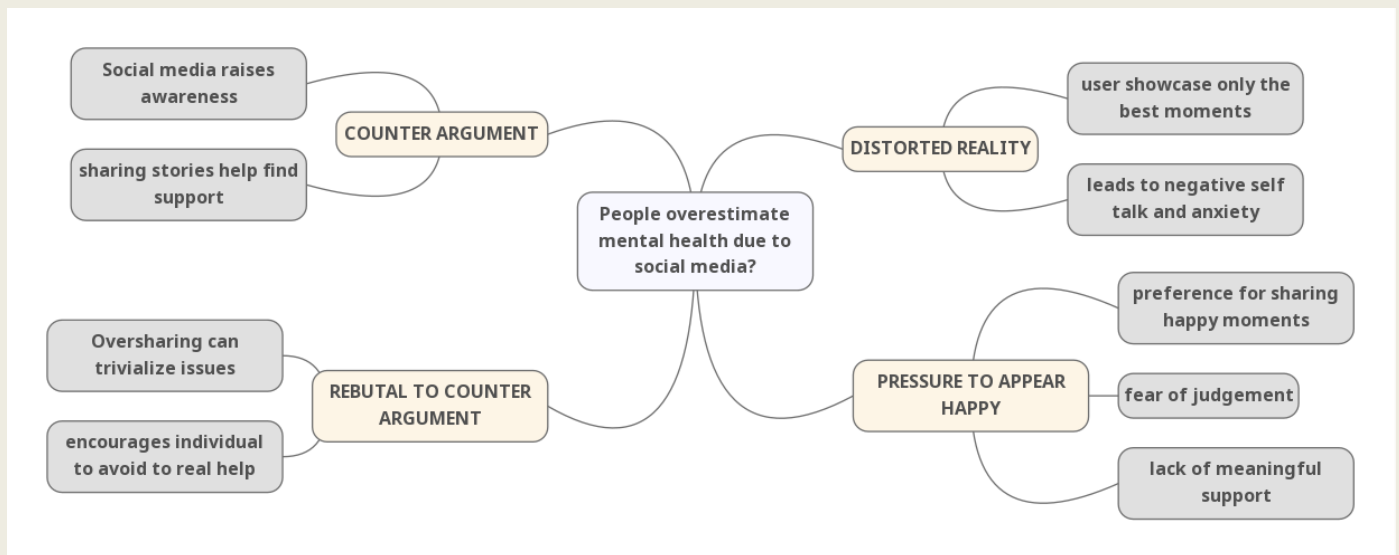 People overestimate
mental health due to
social media?
COUNTER ARGUMENT
Social media raises
awareness
sharing stories help find
support
DISTORTED REALITY
user showcase only the
best moments
leads to negative self
talk and anxiety
REBUTAL TO COUNTER
ARGUMENT
Oversharing can
trivialize issues
encourages individual
to avoid to real help
PRESSURE TO APPEAR
HAPPY
preference for sharing
happy moments
fear of judgement
lack of meaningful
support